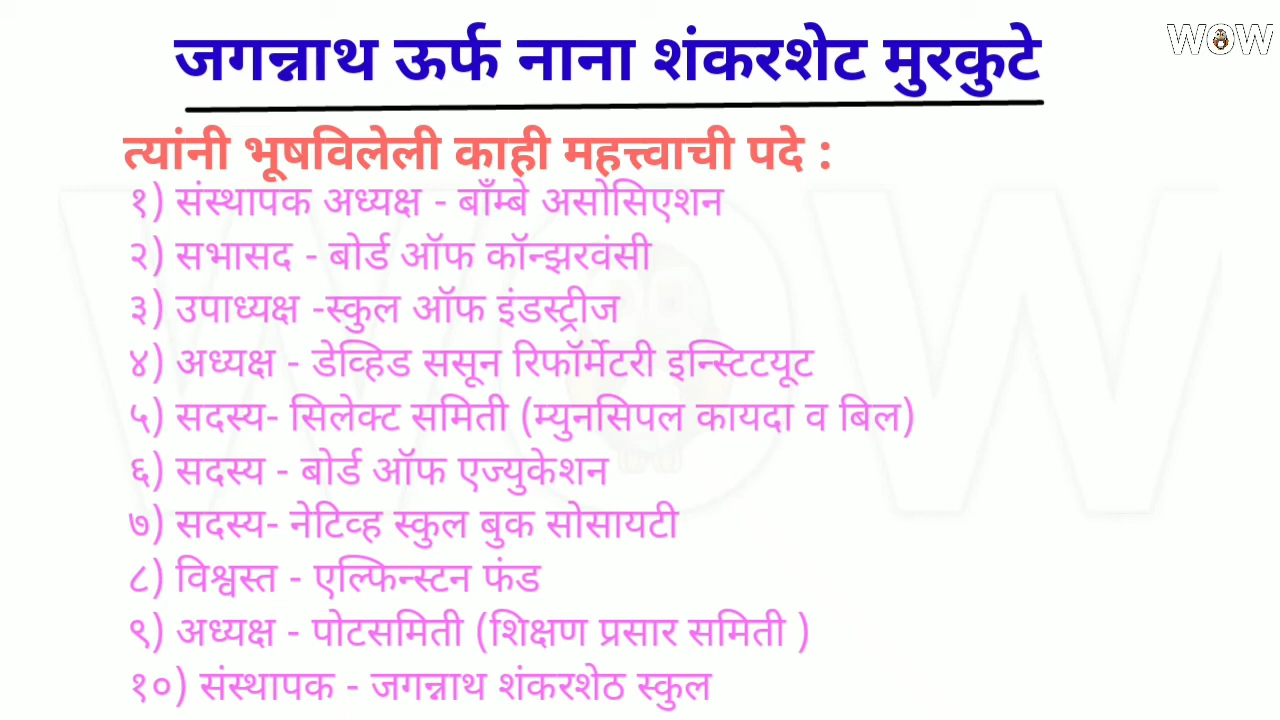 जगन्नाथ ऊर्फ नाना शंकरशेट मुरकुटे
WOW
त्यांनी भूषविलेली काही महत्त्वाची पदे :
१) संस्थापक अध्यक्ष - बाँम्बे असोसिएशन
२) सभासद - बोर्ड ऑफ कॉन्झरवंसी
३) उपाध्यक्ष -स्कुल ऑफ इंडस्ट्रीज
४) अध्यक्ष - डेव्हिड ससून रिफॉर्मेटरी इन्स्टिटयूट
५) सदस्य- सिलेक्ट समिती (म्युनसिपल कायदा व बिल)
६) सदस्य - बोर्ड ऑफ एज्युकेशन
७) सदस्य- नेटिव्ह स्कुल बुक सोसायटी
८) विश्वस्त - एल्फिन्स्टन फंड
९) अध्यक्ष - पोटसमिती (शिक्षण प्रसार समिती )
१०) संस्थापक - जगन्नाथ शंकरशेठ स्कुल
WOW